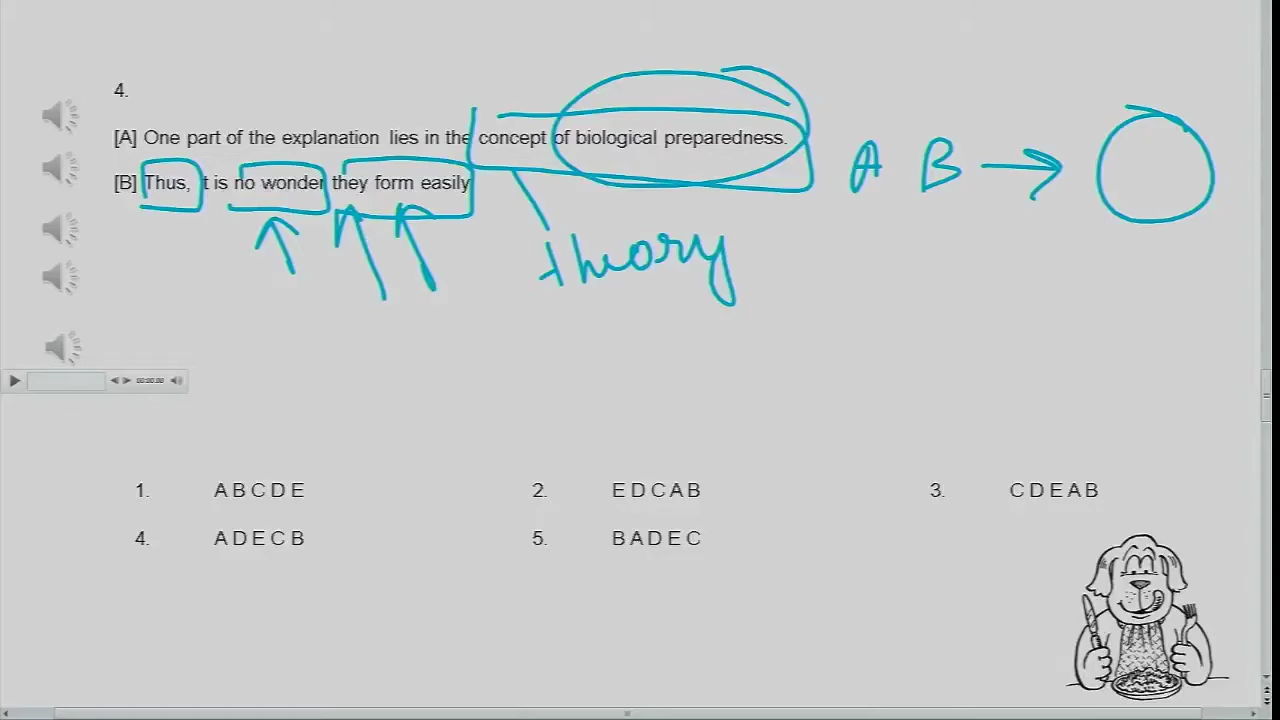 4.
[A] One part of the explanation lies in the concept of biological preparedness. A B
[B] Thus, it is no wonder they form easily
theory
1. A B C D E 2. E D C A B 3. C D E A B
4. A D E C B 5. B A D E C